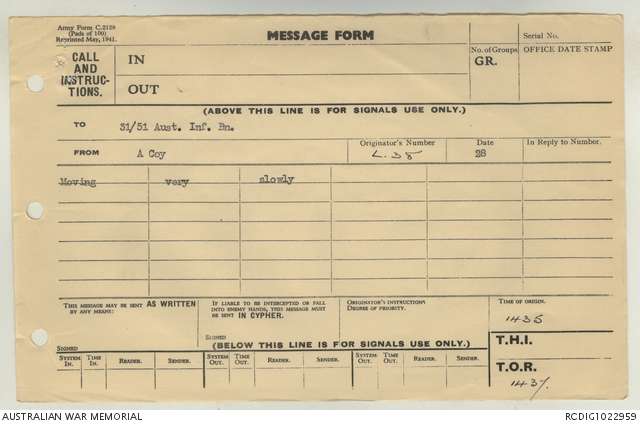 Army Form C.2128
(Pads of 100)
Reprinted May, 1941.
MESSAGE FORM
Serial No.
CALL
AND
INSTRUC-
TIONS.
IN
OUT
No. of Groups
GR.
OFFICE DATE STAMP
(ABOVE THIS LINE IS FOR SIGNALS USE ONLY.)
TO 31/51 Aust. Inf. Bn.
FROM A Coy Originator's Number L.35 Date 28 In Reply to Number.
Moving very slowly
THIS MESSAGE MAY BE SENT AS WRITTEN
BY ANY MEANS:
IF LIABLE TO BE INTERCEPTED OR FALL
INTO ENEMY HANDS, THIS MESSAGE MUST
BE SENT IN CYPHER.
ORIGINATOR'S INSTRUCTIONS
DEGREE OF PRIORITY.
TIME OF ORIGIN.
1435
SIGNED
SIGNED
(BELOW THIS LINE IS FOR SIGNALS USE ONLY.)
T.H.I.
SYSTEM IN. TIME IN. READER. SENDER. SYSTEM OUT. TIME OUT. READER. SENDER. SYSTEM OUT. TIME OUT. READER. SENDER.
T.O.R.
1437
AUSTRALIAN WAR MEMORIAL
RCDIG1022959